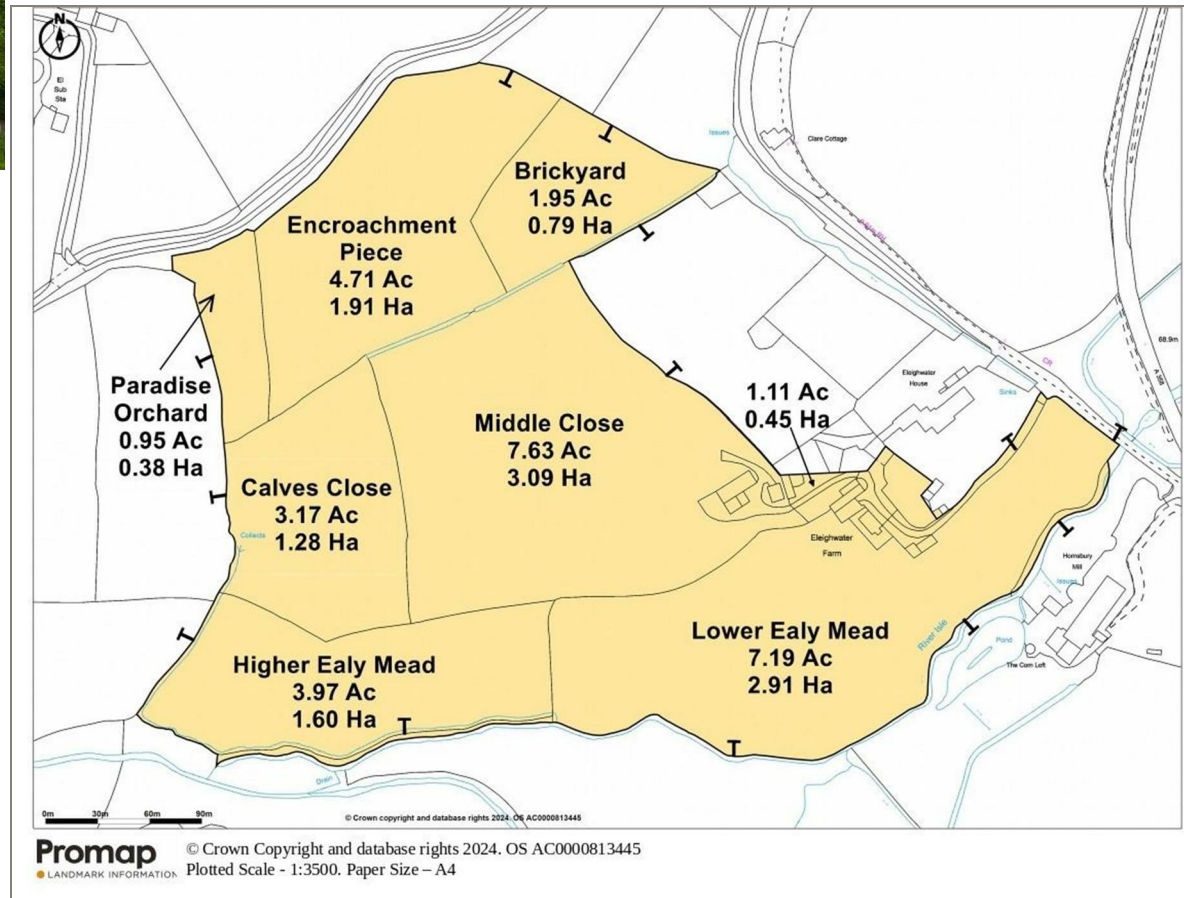 N
El
Sub
Sta
Issues
Clare Cottage
Brickyard
1.95 Ac
0.79 Ha
Encroachment
Piece
4.71 Ac
1.91 Ha
68.9m
A 358
CR
Eleighwater
House
Sinks
Paradise
Orchard
0.95 Ac
0.38 Ha
1.11 Ac
0.45 Ha
Middle Close
7.63 Ac
3.09 Ha
Calves Close
3.17 Ac
1.28 Ha
Collects
Eleighwater
Farm
Hornsbury
Mill
Issues
Lower Ealy Mead
7.19 Ac
2.91 Ha
River Isle
Pond
The Corn Loft
Higher Ealy Mead
3.97 Ac
1.60 Ha
Drain
0m 30m 60m 90m
© Crown copyright and database rights 2024. OS AC0000813445
Promap
LANDMARK INFORMATION
© Crown Copyright and database rights 2024. OS AC0000813445
Plotted Scale - 1:3500. Paper Size – A4